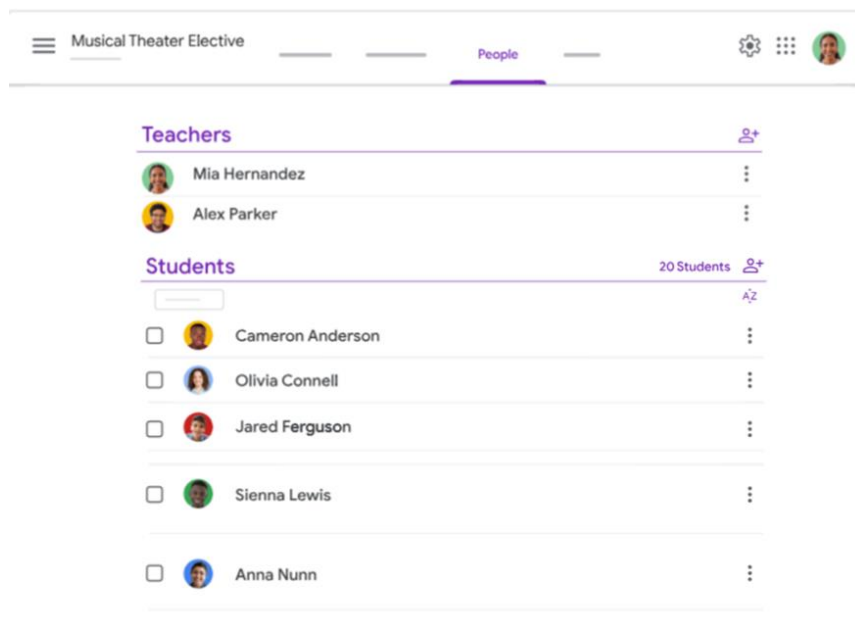 Musical Theater Elective
People
Teachers
Mia Hernandez
Alex Parker
Students
20 Students
AZ
Cameron Anderson
Olivia Connell
Jared Ferguson
Sienna Lewis
Anna Nunn